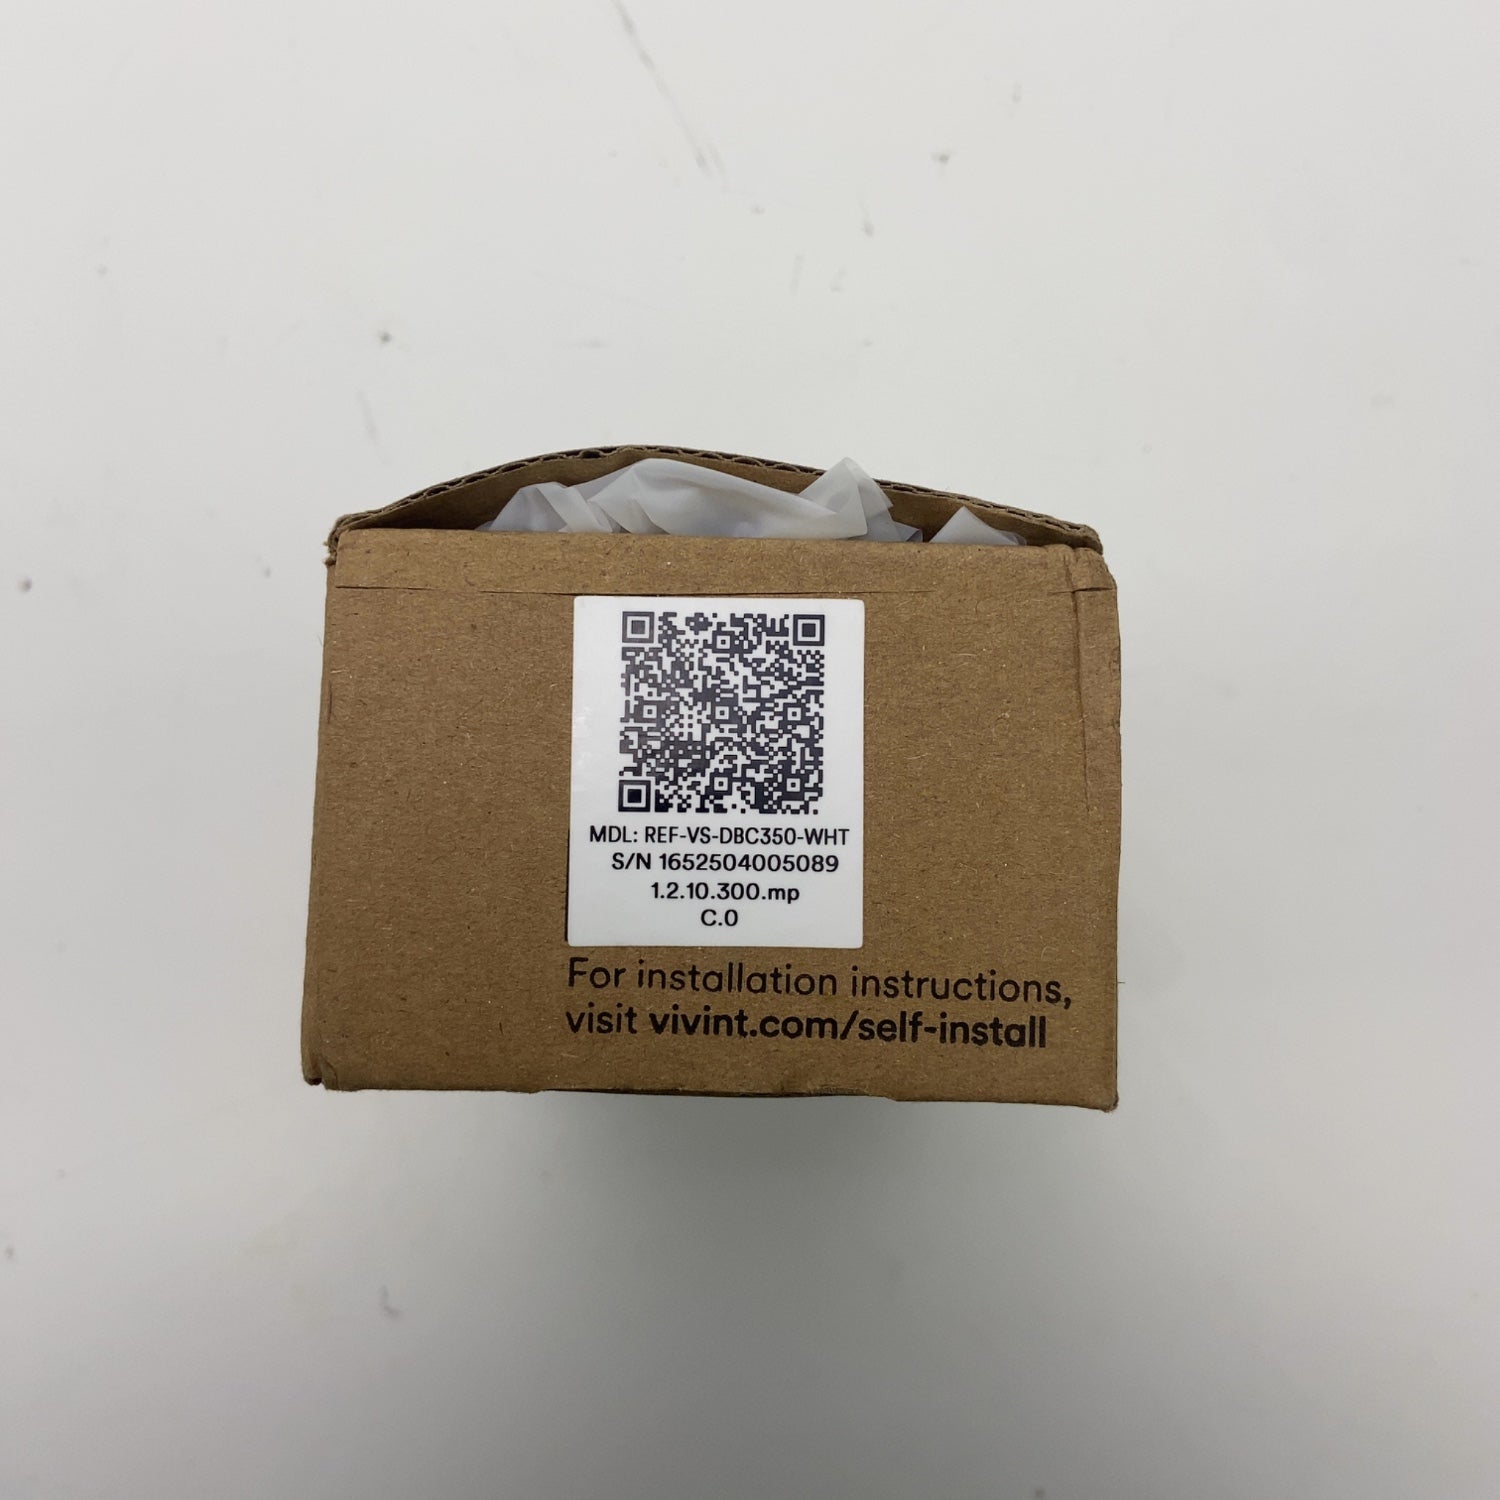 MDL: REF-VS-DBC350-WHT
S/N 1652504005089
1.2.10.300.mp
C.0
For installation instructions,
visit vivint.com/self-install